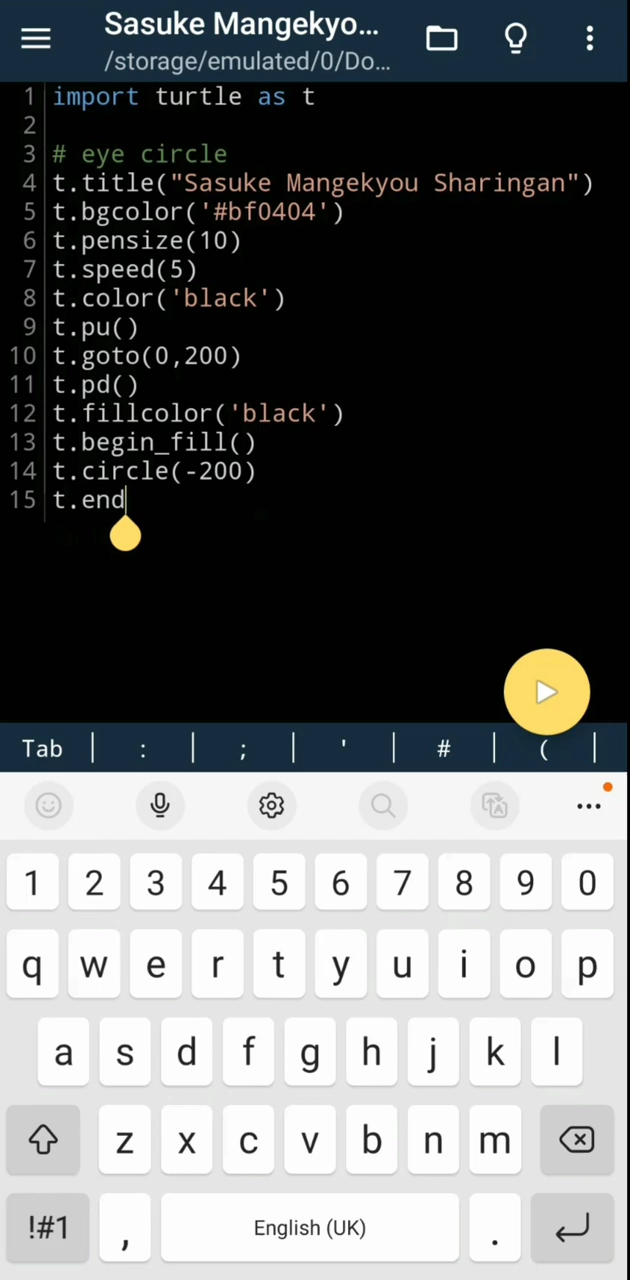 Sasuke Mangekyo...
/storage/emulated/0/Do...
1 import turtle as t
2
3 # eye circle
4 t.title("Sasuke Mangekyou Sharingan")
5 t.bgcolor('#bf0404')
6 t.pensize(10)
7 t.speed(5)
8 t.color('black')
9 t.pu()
10 t.goto(0,200)
11 t.pd()
12 t.fillcolor('black')
13 t.begin_fill()
14 t.circle(-200)
15 t.end
Tab | : | ; | ' | # | ( |
1 2 3 4 5 6 7 8 9 0
q w e r t y u i o p
a s d f g h j k l
z x c v b n m
!#1 , English (UK) .